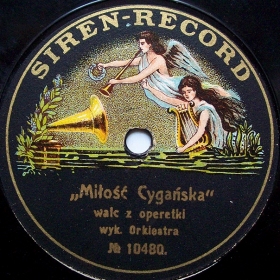 SIREN-RECORD
„Miłość Cygańska"
walc z operetki
wyk. Orkiestra
№ 10480.